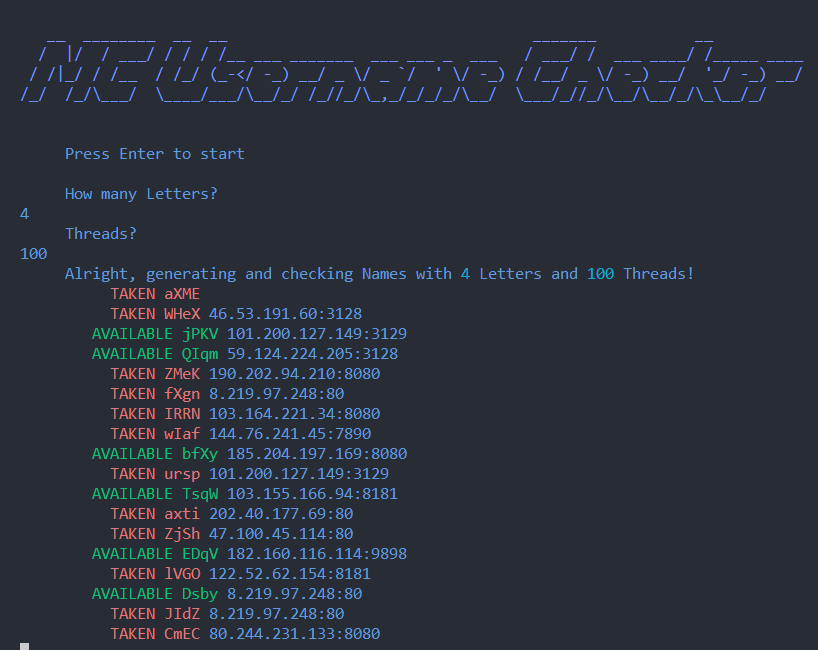 MC Username Checker
Press Enter to start
How many Letters?
4
Threads?
100
Alright, generating and checking Names with 4 Letters and 100 Threads!
TAKEN aXME
TAKEN WHeX 46.53.191.60:3128
AVAILABLE jPKV 101.200.127.149:3129
AVAILABLE QIqm 59.124.224.205:3128
TAKEN ZMeK 190.202.94.210:8080
TAKEN fXgn 8.219.97.248:80
TAKEN IRRN 103.164.221.34:8080
TAKEN wIaf 144.76.241.45:7890
AVAILABLE bfXy 185.204.197.169:8080
TAKEN ursp 101.200.127.149:3129
AVAILABLE TsqW 103.155.166.94:8181
TAKEN axti 202.40.177.69:80
TAKEN ZjSh 47.100.45.114:80
AVAILABLE EDqV 182.160.116.114:9898
TAKEN lVGO 122.52.62.154:8181
AVAILABLE Dsby 8.219.97.248:80
TAKEN JIdZ 8.219.97.248:80
TAKEN CmEC 80.244.231.133:8080